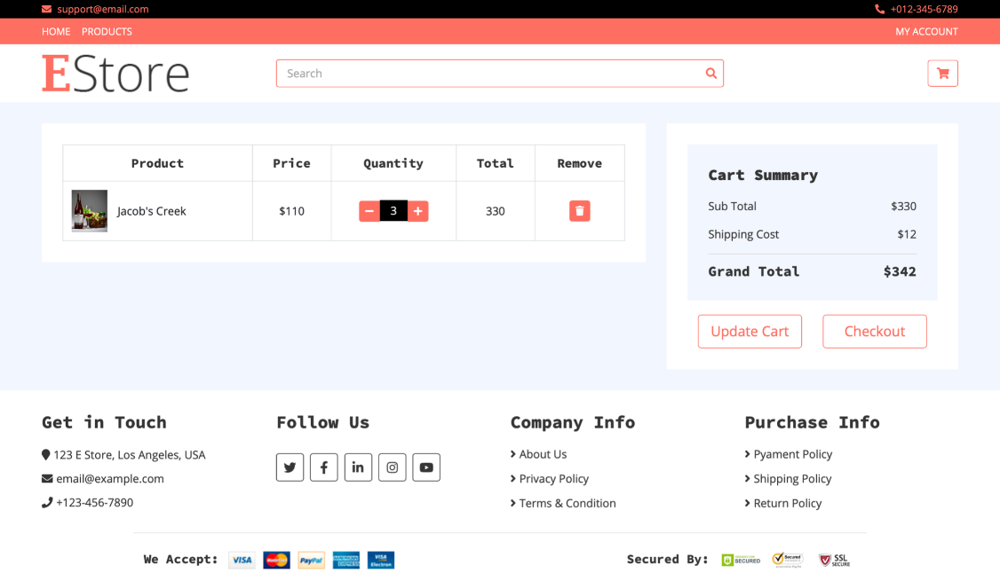 support@email.com +012-345-6789
HOME PRODUCTS MY ACCOUNT
EStore Search
Product Price Quantity Total Remove
Jacob's Creek $110 3 330
Cart Summary
Sub Total $330
Shipping Cost $12
Grand Total $342
Update Cart Checkout
Get in Touch
123 E Store, Los Angeles, USA
email@example.com
+123-456-7890
Follow Us
Company Info
About Us
Privacy Policy
Terms & Condition
Purchase Info
Pyament Policy
Shipping Policy
Return Policy
We Accept: VISA PayPal VISA Electron
Secured By: SECURED Secured SSL SECURE